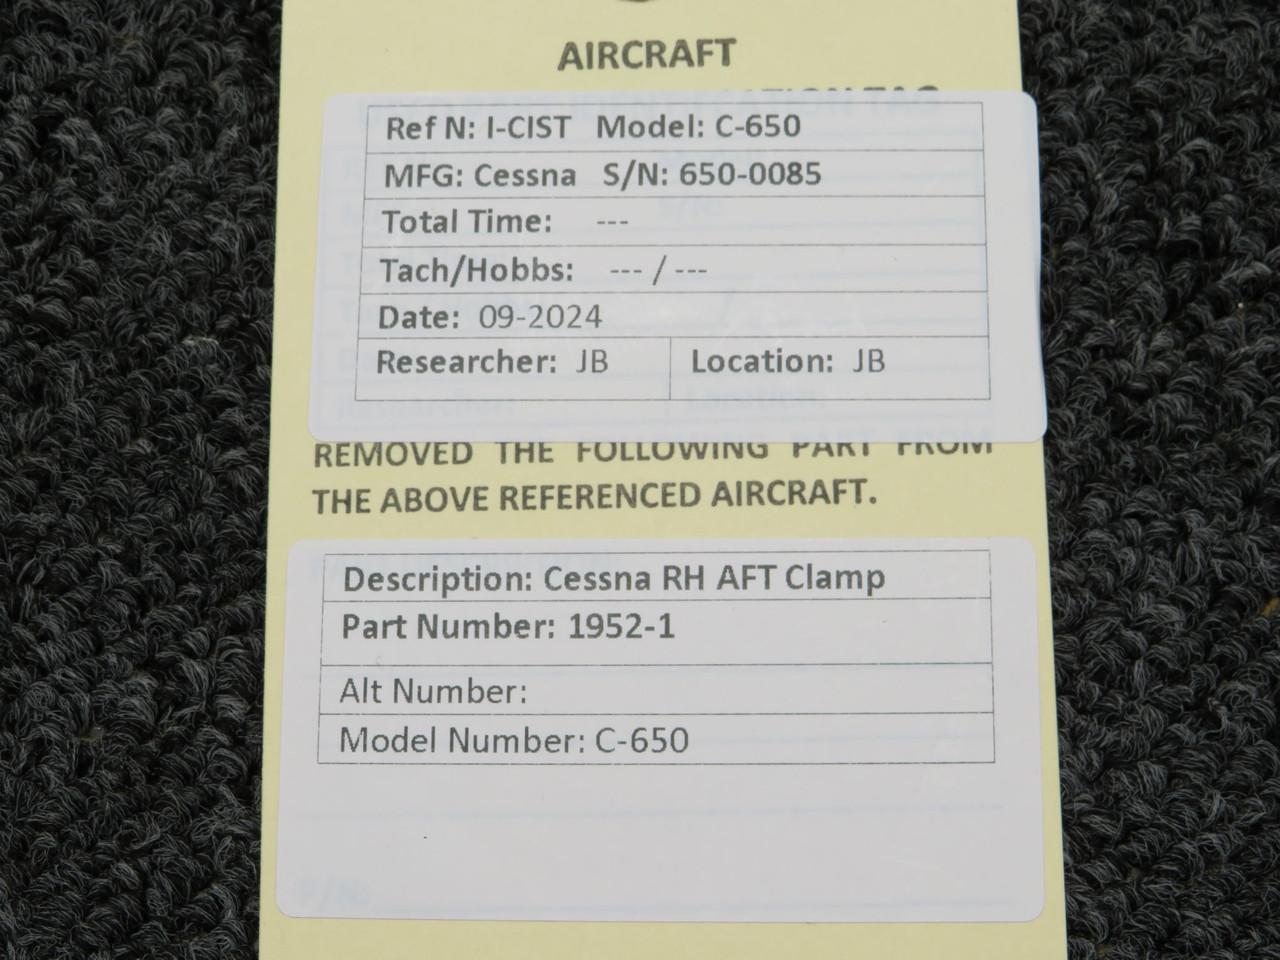 AIRCRAFT
IDENTIFICATION TAG
Ref N: I-CIST Model: C-650
MFG: Cessna S/N: 650-0085
Total Time: ---
Tach/Hobbs: --- / ---
Date: 09-2024
Researcher: JB Location: JB
REMOVED THE FOLLOWING PART FROM
THE ABOVE REFERENCED AIRCRAFT.
Description: Cessna RH AFT Clamp
Part Number: 1952-1
Alt Number:
Model Number: C-650
P/N: